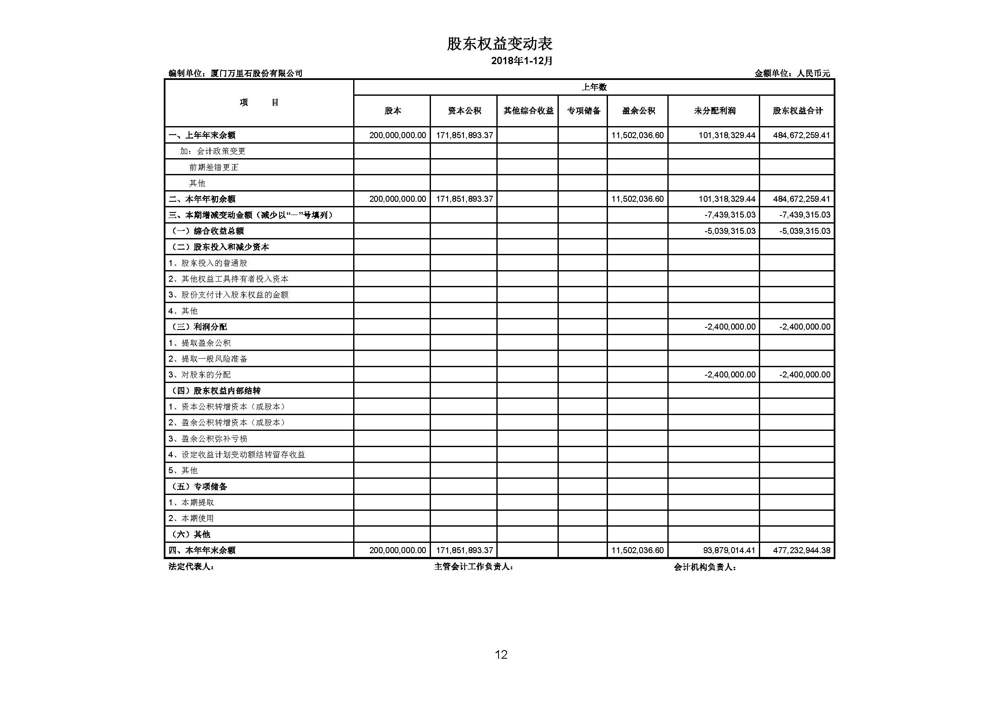 股东权益变动表
2018年1-12月
编制单位：厦门万里石股份有限公司 金额单位：人民币元
项 目 上年数
股本 资本公积 其他综合收益 专项储备 盈余公积 未分配利润 股东权益合计
一、上年年末余额 200,000,000.00 171,851,893.37 11,502,036.60 101,318,329.44 484,672,259.41
加：会计政策变更
前期差错更正
其他
二、本年年初余额 200,000,000.00 171,851,893.37 11,502,036.60 101,318,329.44 484,672,259.41
三、本期增减变动金额（减少以“－”号填列） -7,439,315.03 -7,439,315.03
（一）综合收益总额 -5,039,315.03 -5,039,315.03
（二）股东投入和减少资本
1、股东投入的普通股
2、其他权益工具持有者投入资本
3、股份支付计入股东权益的金额
4、其他
（三）利润分配 -2,400,000.00 -2,400,000.00
1、提取盈余公积
2、提取一般风险准备
3、对股东的分配 -2,400,000.00 -2,400,000.00
（四）股东权益内部结转
1、资本公积转增资本（或股本）
2、盈余公积转增资本（或股本）
3、盈余公积弥补亏损
4、设定收益计划变动额结转留存收益
5、其他
（五）专项储备
1、本期提取
2、本期使用
（六）其他
四、本年年末余额 200,000,000.00 171,851,893.37 11,502,036.60 93,879,014.41 477,232,944.38
法定代表人： 主管会计工作负责人： 会计机构负责人：
12